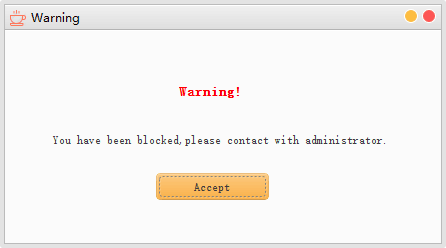 Warning
Warning!
You have been blocked,please contact with administrator.
Accept